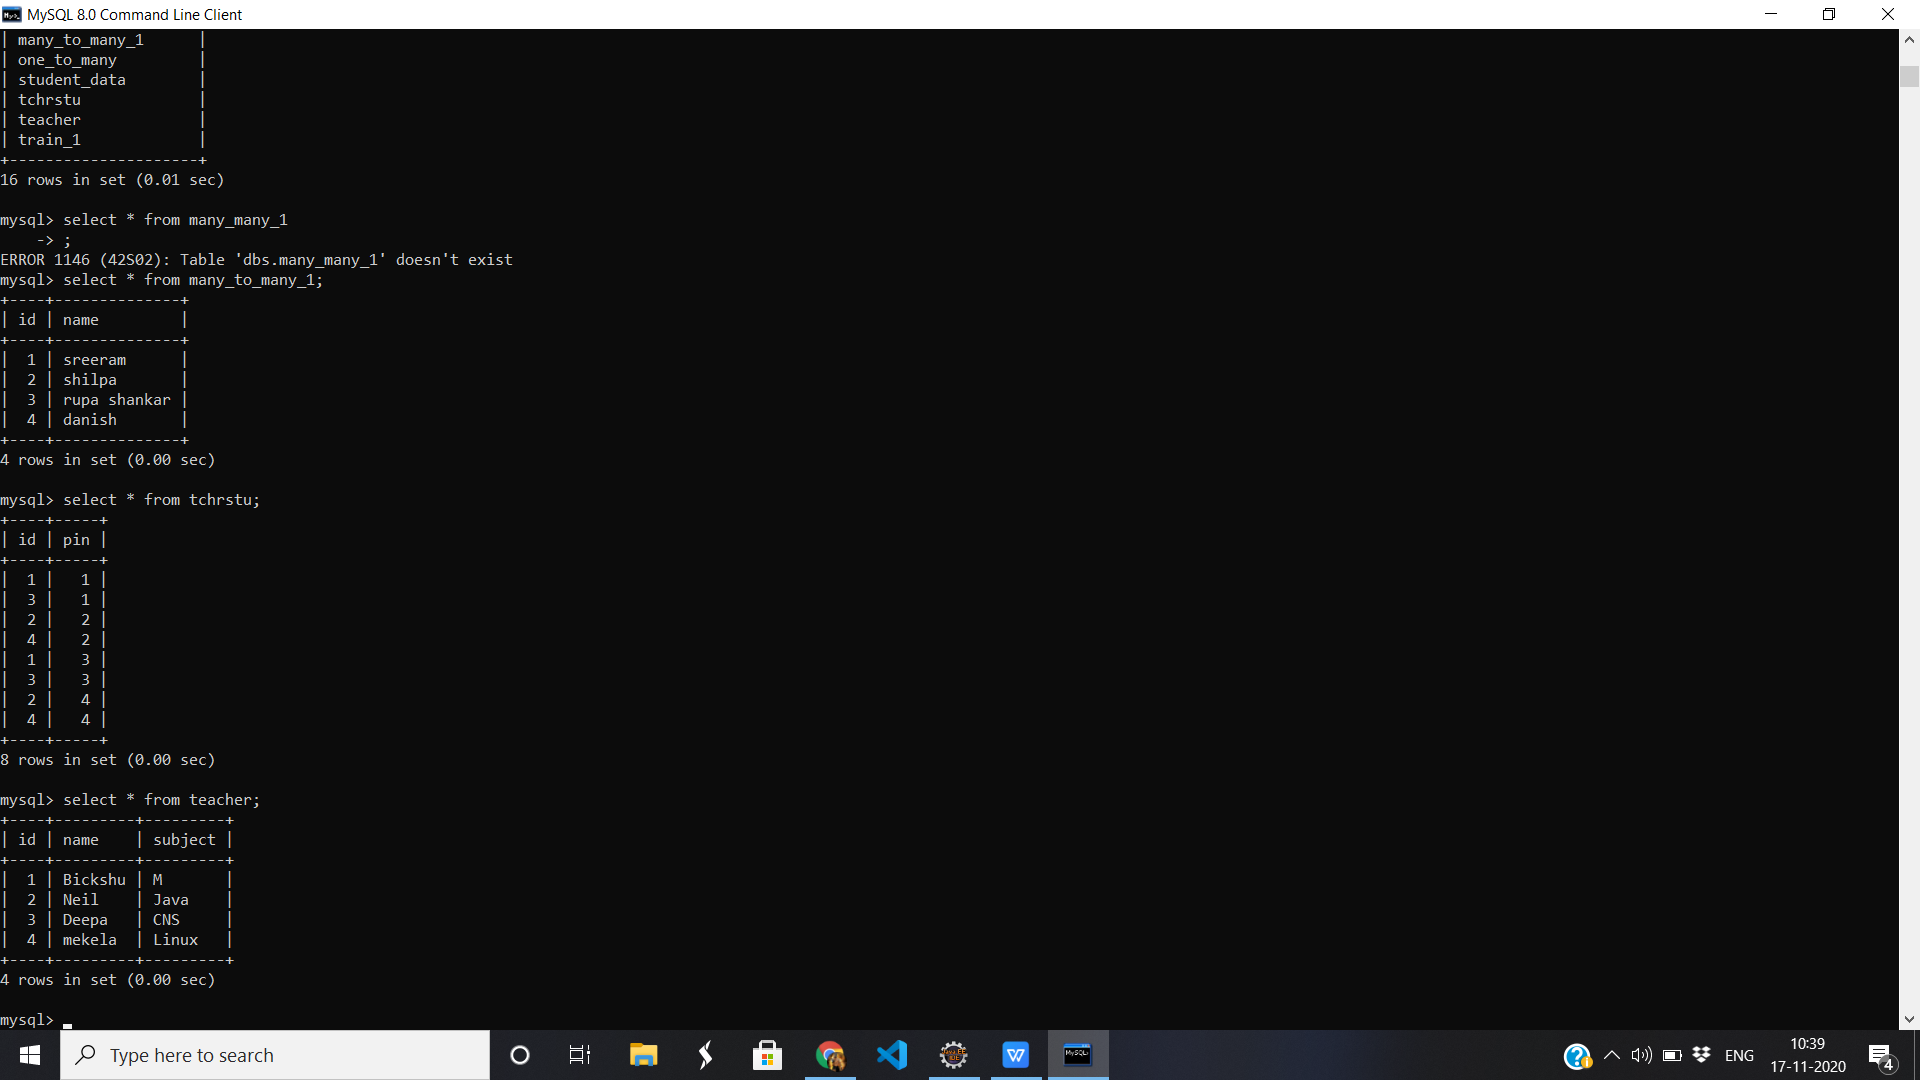 MySQL 8.0 Command Line Client
| many_to_many_1      |
| one_to_many         |
| student_data        |
| tchrstu             |
| teacher             |
| train_1             |
+---------------------+
16 rows in set (0.01 sec)
mysql> select * from many_many_1
    -> ;
ERROR 1146 (42S02): Table 'dbs.many_many_1' doesn't exist
mysql> select * from many_to_many_1;
+----+--------------+
| id | name         |
+----+--------------+
|  1 | sreeram      |
|  2 | shilpa       |
|  3 | rupa shankar |
|  4 | danish       |
+----+--------------+
4 rows in set (0.00 sec)
mysql> select * from tchrstu;
+----+-----+
| id | pin |
+----+-----+
|  1 |   1 |
|  3 |   1 |
|  2 |   2 |
|  4 |   2 |
|  1 |   3 |
|  3 |   3 |
|  2 |   4 |
|  4 |   4 |
+----+-----+
8 rows in set (0.00 sec)
mysql> select * from teacher;
+----+---------+---------+
| id | name    | subject |
+----+---------+---------+
|  1 | Bickshu | M       |
|  2 | Neil    | Java    |
|  3 | Deepa   | CNS     |
|  4 | mekela  | Linux   |
+----+---------+---------+
4 rows in set (0.00 sec)
mysql>
Type here to search
ENG
10:39
17-11-2020
4